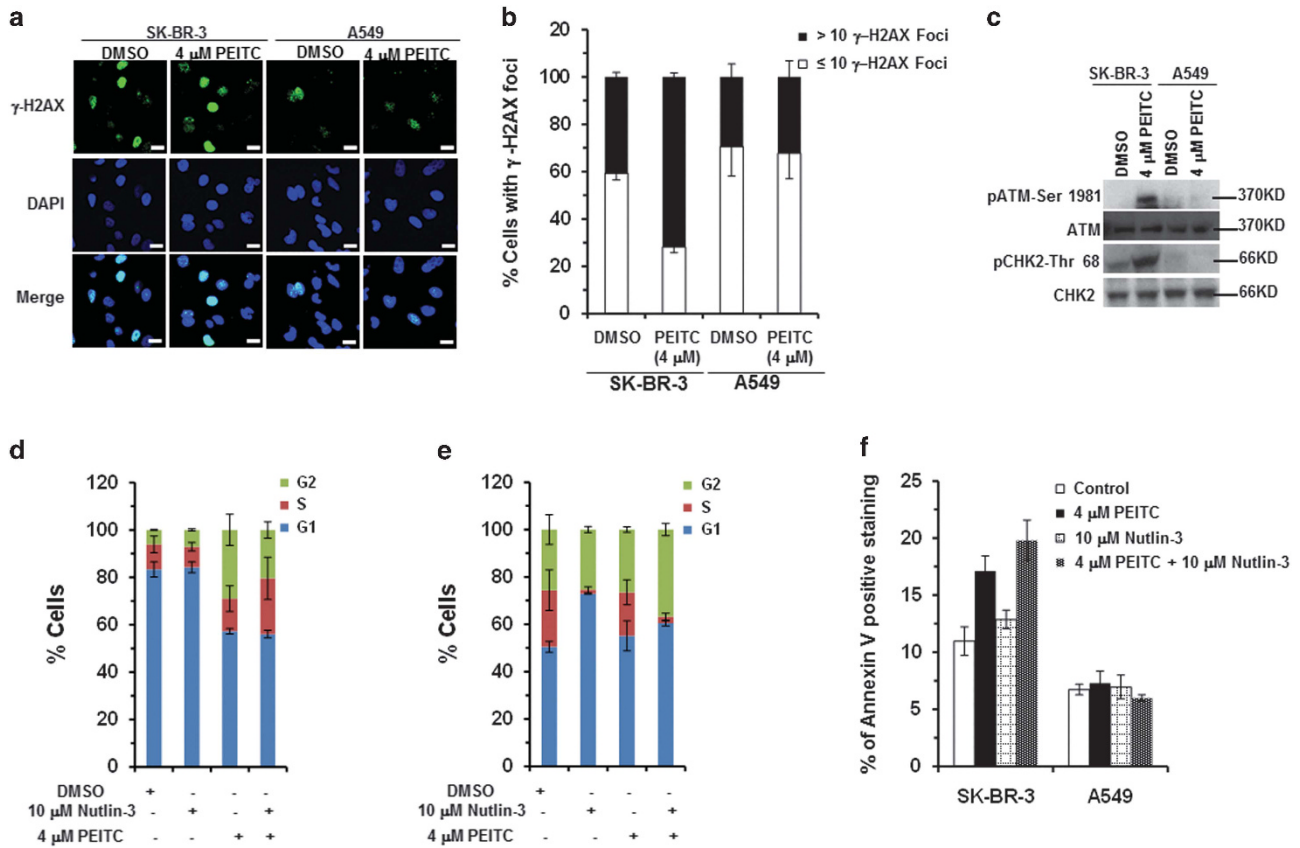 a
SK-BR-3 A549
DMSO 4 µM PEITC DMSO 4 µM PEITC
γ-H2AX
DAPI
Merge
b
% Cells with γ-H2AX foci
120
100
80
60
40
20
0
> 10 γ–H2AX Foci
≤ 10 γ–H2AX Foci
DMSO PEITC (4 µM) DMSO PEITC (4 µM)
SK-BR-3 A549
c
SK-BR-3 A549
DMSO 4 µM PEITC DMSO 4 µM PEITC
pATM-Ser 1981 370KD
ATM 370KD
pCHK2-Thr 68 66KD
CHK2 66KD
d
% Cells
120
100
80
60
40
20
0
G2
S
G1
DMSO + - - -
10 µM Nutlin-3 - + - +
4 µM PEITC - - + +
e
% Cells
120
100
80
60
40
20
0
G2
S
G1
DMSO + - - -
10 µM Nutlin-3 - + - +
4 µM PEITC - - + +
f
% of Annexin V positive staining
25
20
15
10
5
0
Control
4 µM PEITC
10 µM Nutlin-3
4 µM PEITC + 10 µM Nutlin-3
SK-BR-3 A549